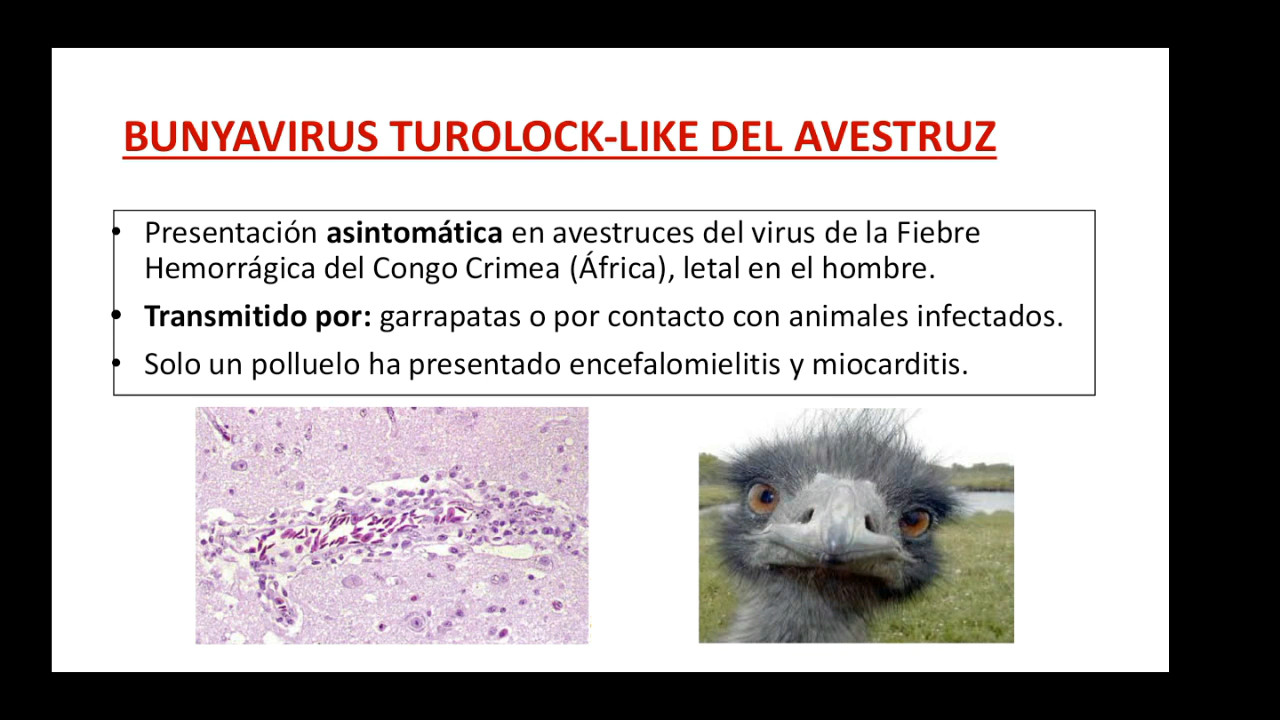 BUNYAVIRUS TUROLOCK-LIKE DEL AVESTRUZ
• Presentación asintomática en avestruces del virus de la Fiebre
Hemorrágica del Congo Crimea (África), letal en el hombre.
• Transmitido por: garrapatas o por contacto con animales infectados.
• Solo un polluelo ha presentado encefalomielitis y miocarditis.